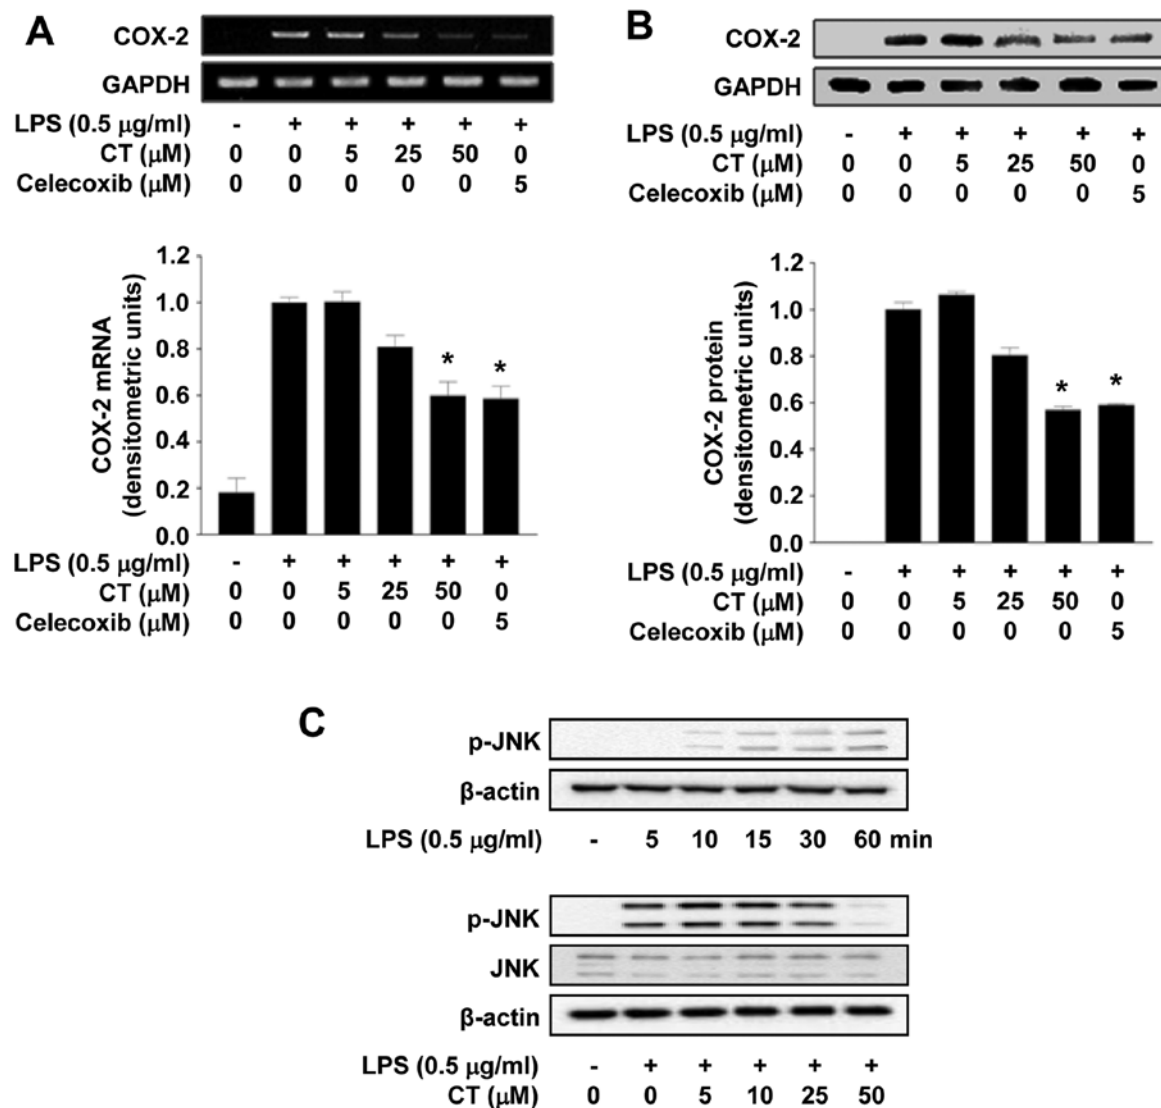 A
COX-2
GAPDH
LPS (0.5 μg/ml) - + + + + +
CT (μM) 0 0 5 25 50 0
Celecoxib (μM) 0 0 0 0 0 5
COX-2 mRNA
(densitometric units)
1.2
1.0
0.8
0.6
0.4
0.2
0.0
* *
LPS (0.5 μg/ml) - + + + + +
CT (μM) 0 0 5 25 50 0
Celecoxib (μM) 0 0 0 0 0 5
B
COX-2
GAPDH
LPS (0.5 μg/ml) - + + + + +
CT (μM) 0 0 5 25 50 0
Celecoxib (μM) 0 0 0 0 0 5
COX-2 protein
(densitometric units)
1.2
1.0
0.8
0.6
0.4
0.2
0.0
* *
LPS (0.5 μg/ml) - + + + + +
CT (μM) 0 0 5 25 50 0
Celecoxib (μM) 0 0 0 0 0 5
C
p-JNK
β-actin
LPS (0.5 μg/ml) - 5 10 15 30 60 min
p-JNK
JNK
β-actin
LPS (0.5 μg/ml) - + + + + +
CT (μM) 0 0 5 10 25 50